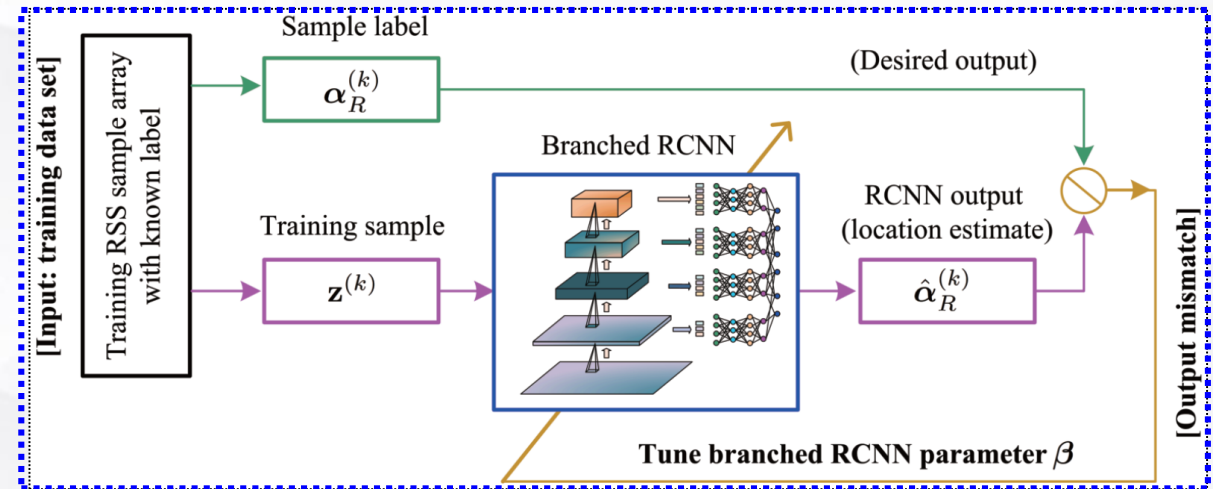 [Input: training data set]
Training RSS sample array
with known label
Sample label
α_R^{(k)}
(Desired output)
Branched RCNN
Training sample
z^{(k)}
RCNN output
(location estimate)
α̂_R^{(k)}
[Output mismatch]
Tune branched RCNN parameter β